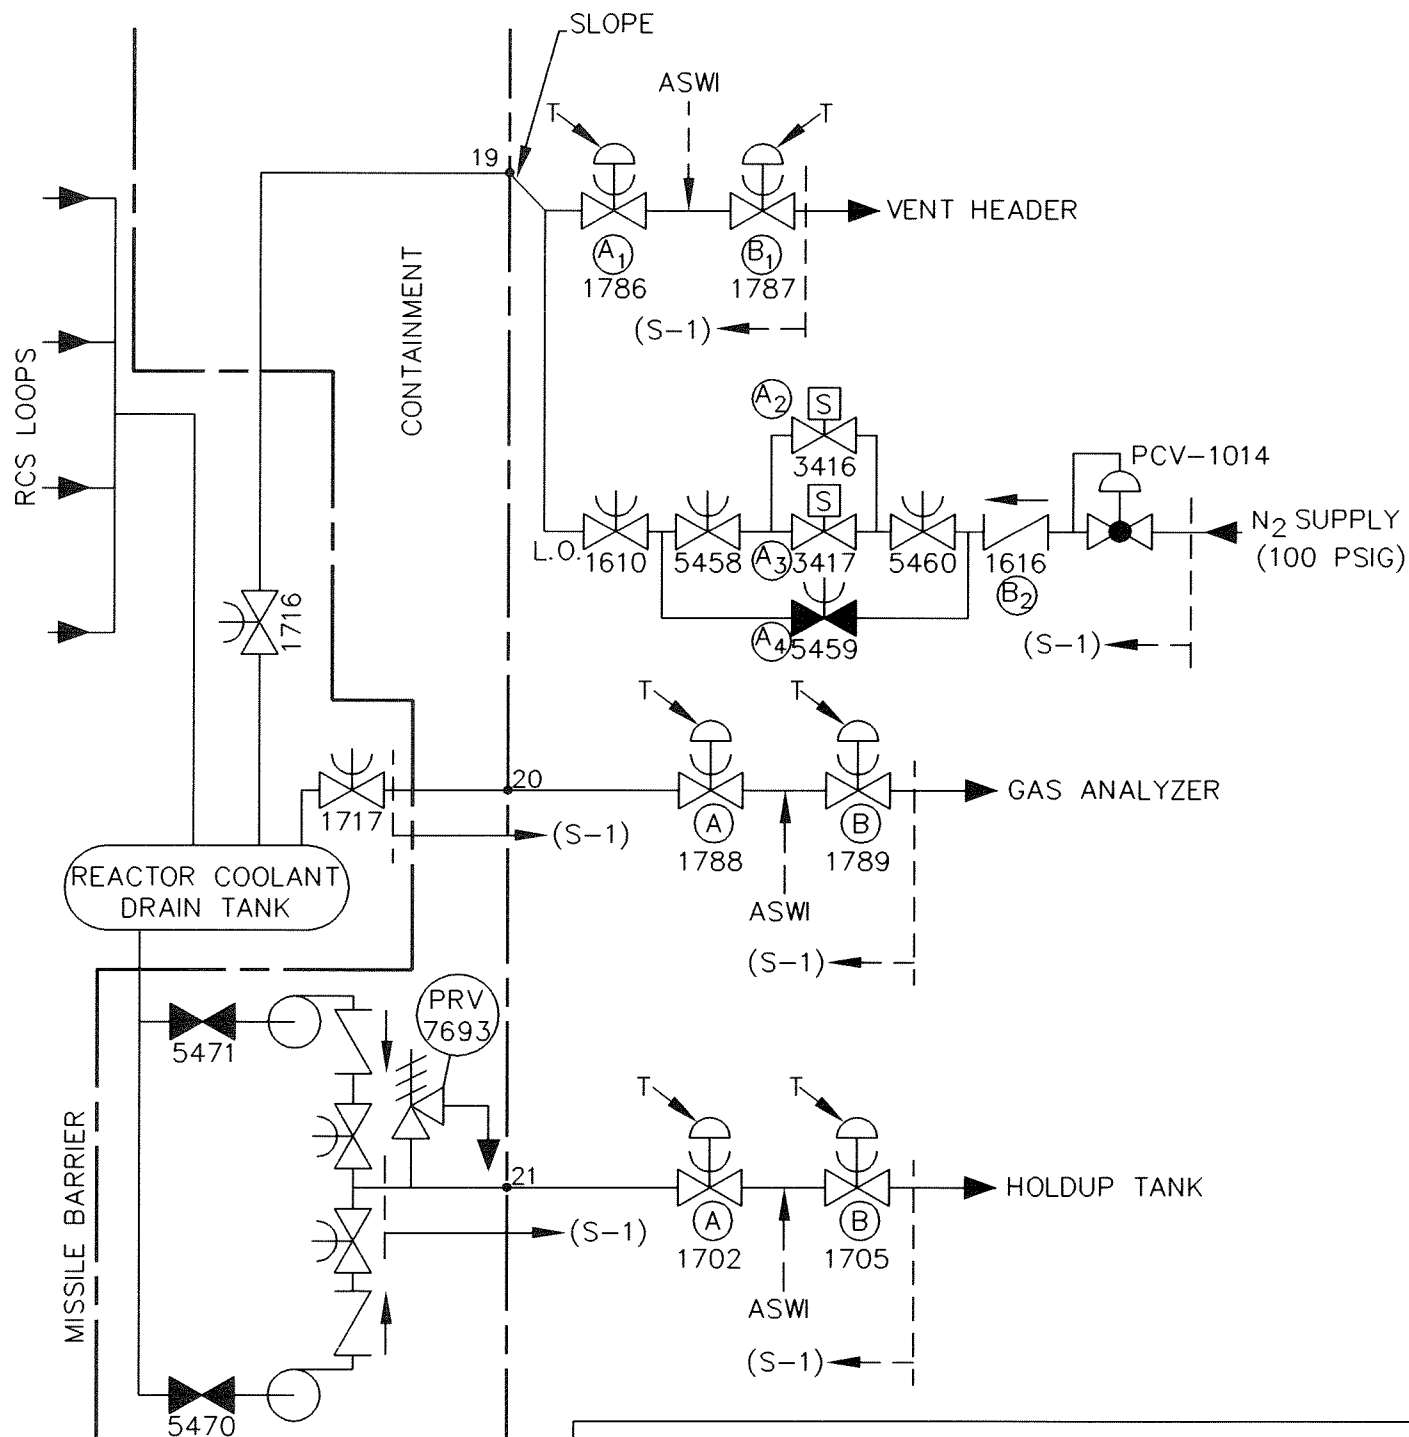 SLOPE
ASWI
T
T
19
VENT HEADER
A1
B1
1786
1787
(S-1)
CONTAINMENT
RCS LOOPS
A2
S
3416
PCV-1014
S
N2 SUPPLY
(100 PSIG)
L.O.
1610
5458
A3
3417
5460
1616
B2
A4
5459
(S-1)
1716
T
T
20
GAS ANALYZER
1717
(S-1)
A
B
1788
1789
REACTOR COOLANT
DRAIN TANK
ASWI
(S-1)
PRV
7693
5471
MISSILE BARRIER
T
T
21
HOLDUP TANK
(S-1)
A
B
1702
1705
ASWI
(S-1)
5470